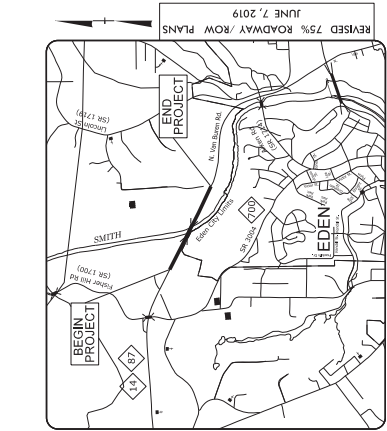 REVISED 75% ROADWAY/ROW PLANS
JUNE 7, 2019
Lincoln St
(SR 1719)
END
PROJECT
N. Van Buren Rd.
SMITH
Eden City Limits
700
SR 3004
EDEN
Fisher Hill Rd
(SR 1700)
BEGIN
PROJECT
87
14